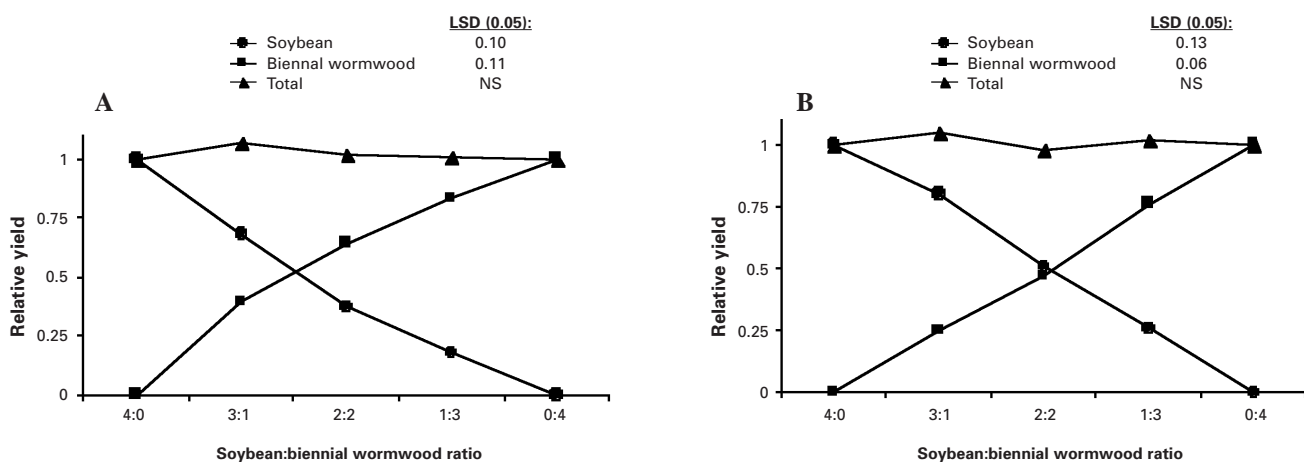 LSD (0.05):
Soybean 0.10
Biennal wormwood 0.11
Total NS
A
1
0.75
0.5
0.25
0
Relative yield
4:0 3:1 2:2 1:3 0:4
Soybean:biennial wormwood ratio
LSD (0.05):
Soybean 0.13
Biennal wormwood 0.06
Total NS
B
1
0.75
0.5
0.25
0
Relative yield
4:0 3:1 2:2 1:3 0:4
Soybean:biennial wormwood ratio